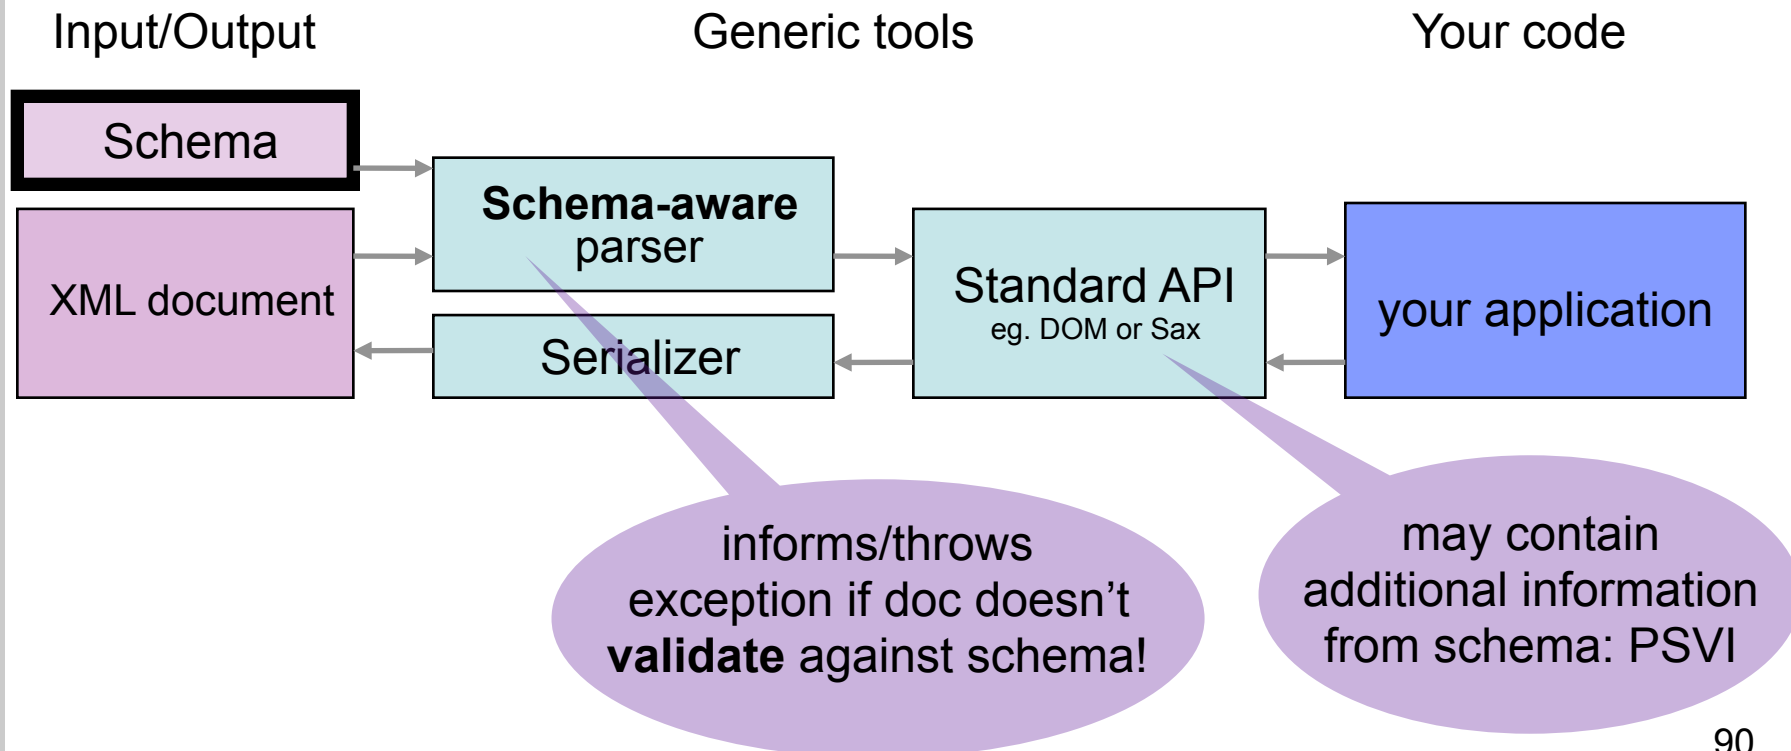 Input/Output
Generic tools
Your code
Schema
XML document
Schema-aware
parser
Serializer
Standard API
eg. DOM or Sax
your application
informs/throws
exception if doc doesn’t
validate against schema!
may contain
additional information
from schema: PSVI
90